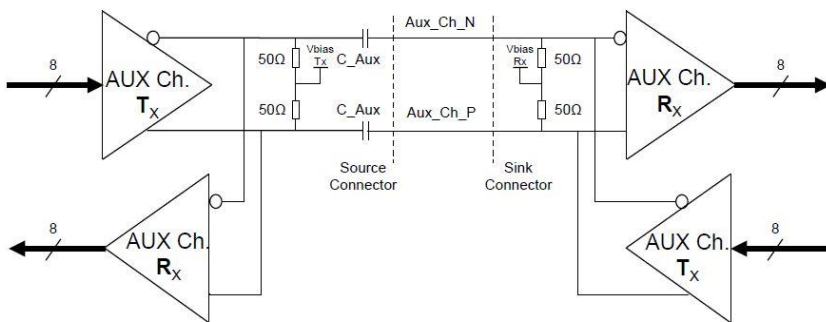 Aux_Ch_N
8
AUX Ch.
Tx
50Ω
Vbias
Tx
C_Aux
50Ω
C_Aux
Aux_Ch_P
Vbias
Rx
50Ω
50Ω
AUX Ch.
Rx
8
Source
Connector
Sink
Connector
8
AUX Ch.
Rx
AUX Ch.
Tx
8